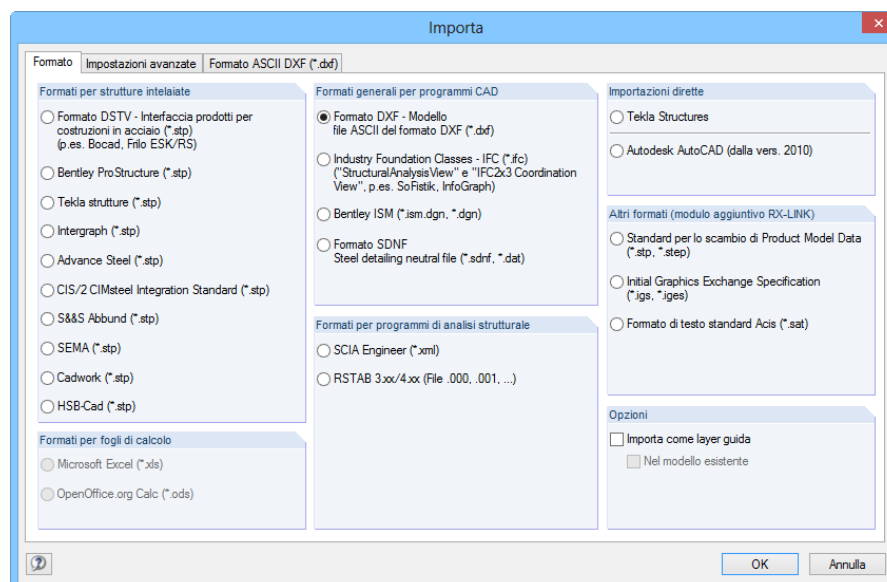 Importa
Formato
Impostazioni avanzate
Formato ASCII DXF (*.dxf)
Formati per strutture intelaiate
Formato DSTV - Interfaccia prodotti per
costruzioni in acciaio (*.stp)
(p.es. Bocad, Frilo ESK/RS)
Bentley ProStructure (*.stp)
Tekla strutture (*.stp)
Intergraph (*.stp)
Advance Steel (*.stp)
CIS/2 CIMsteel Integration Standard (*.stp)
S&&S Abbund (*.stp)
SEMA (*.stp)
Cadwork (*.stp)
HSB-Cad (*.stp)
Formati per fogli di calcolo
Microsoft Excel (*.xls)
OpenOffice.org Calc (*.ods)
Formati generali per programmi CAD
Formato DXF - Modello
file ASCII del formato DXF (*.dxf)
Industry Foundation Classes - IFC (*.ifc)
("StructuralAnalysisView" e "IFC2x3 Coordination
View", p.es. SoFistik, InfoGraph)
Bentley ISM (*.ism.dgn, *.dgn)
Formato SDNF
Steel detailing neutral file (*.sdnf, *.dat)
Formati per programmi di analisi strutturale
SCIA Engineer (*.xml)
RSTAB 3.xx/4.xx (File .000, .001, ...)
Importazioni dirette
Tekla Structures
Autodesk AutoCAD (dalla vers. 2010)
Altri formati (modulo aggiuntivo RX-LINK)
Standard per lo scambio di Product Model Data
(*.stp, *.step)
Initial Graphics Exchange Specification
(*.igs, *.iges)
Formato di testo standard Acis (*.sat)
Opzioni
Importa come layer guida
Nel modello esistente
OK
Annulla